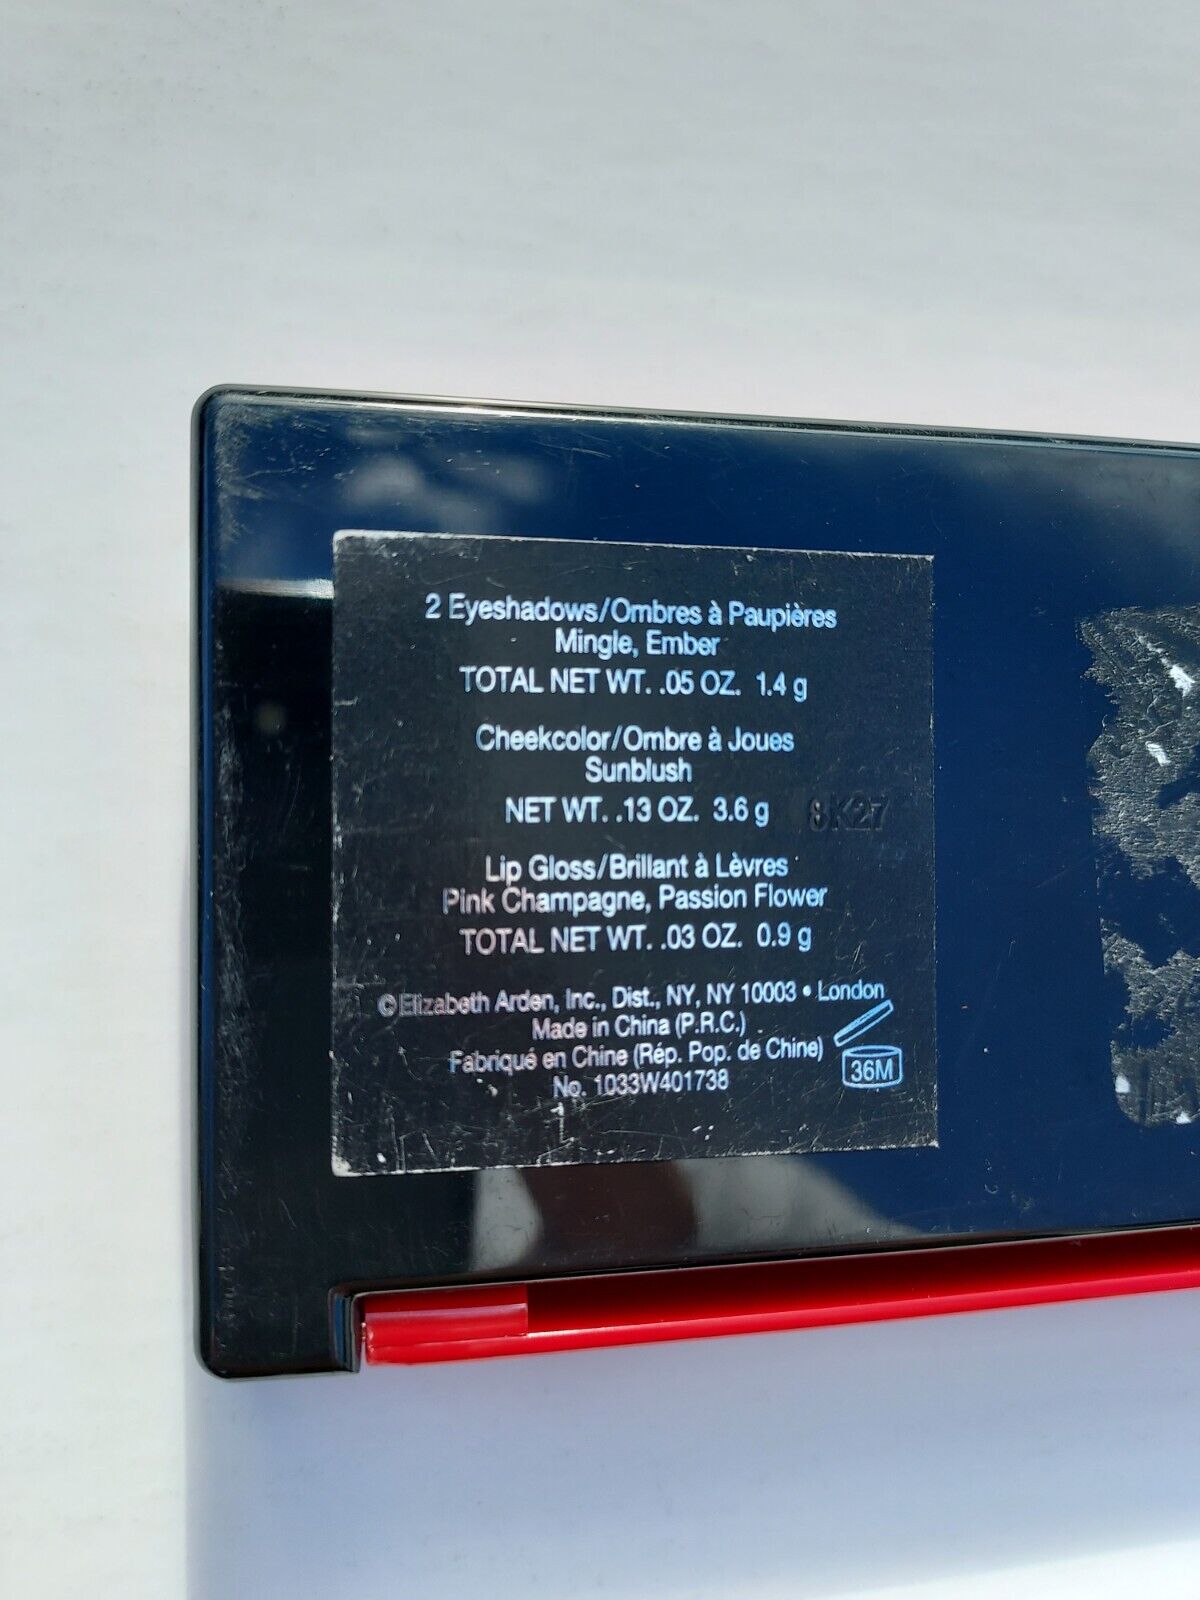 2 Eyeshadows/Ombres à Paupières
Mingle, Ember
TOTAL NET WT. .05 OZ. 1.4 g
Cheekcolor/Ombre à Joues
Sunblush
NET WT. .13 OZ. 3.6 g
8K27
Lip Gloss/Brillant à Lèvres
Pink Champagne, Passion Flower
TOTAL NET WT. .03 OZ. 0.9 g
©Elizabeth Arden, Inc., Dist., NY, NY 10003 • London
Made in China (P.R.C.)
Fabriqué en Chine (Rép. Pop. de Chine)
No. 1033W401738
36M